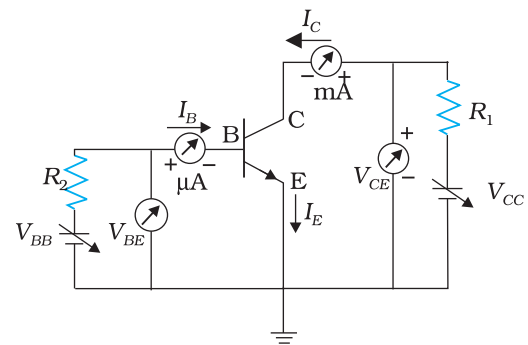 I_C
− +
mA
C
R_1
I_B
B
+ −
μA
R_2
E
I_E
V_CE
+
−
V_CC
V_BB
V_BE